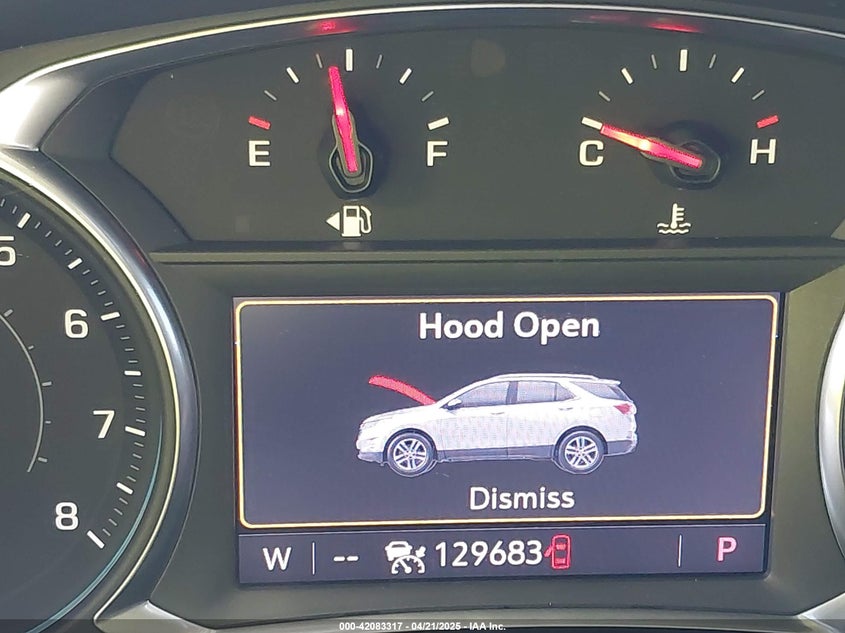 E F
C H
5
6
7
8
Hood Open
Dismiss
W -- 129683 P
000-42083317 - 04/21/2025 - IAA Inc.